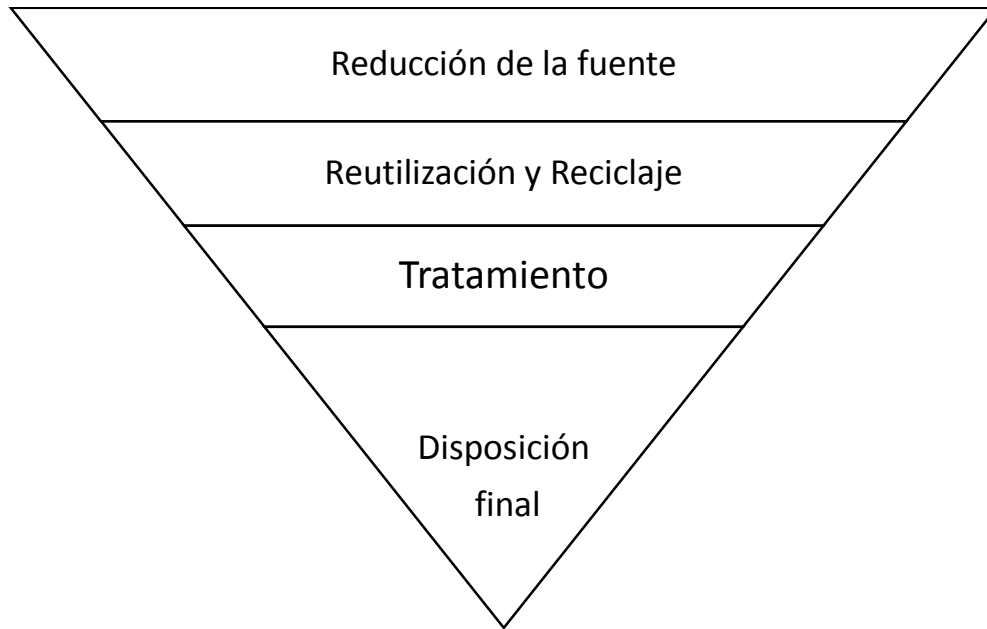 Reducción de la fuente
Reutilización y Reciclaje
Tratamiento
Disposición
final